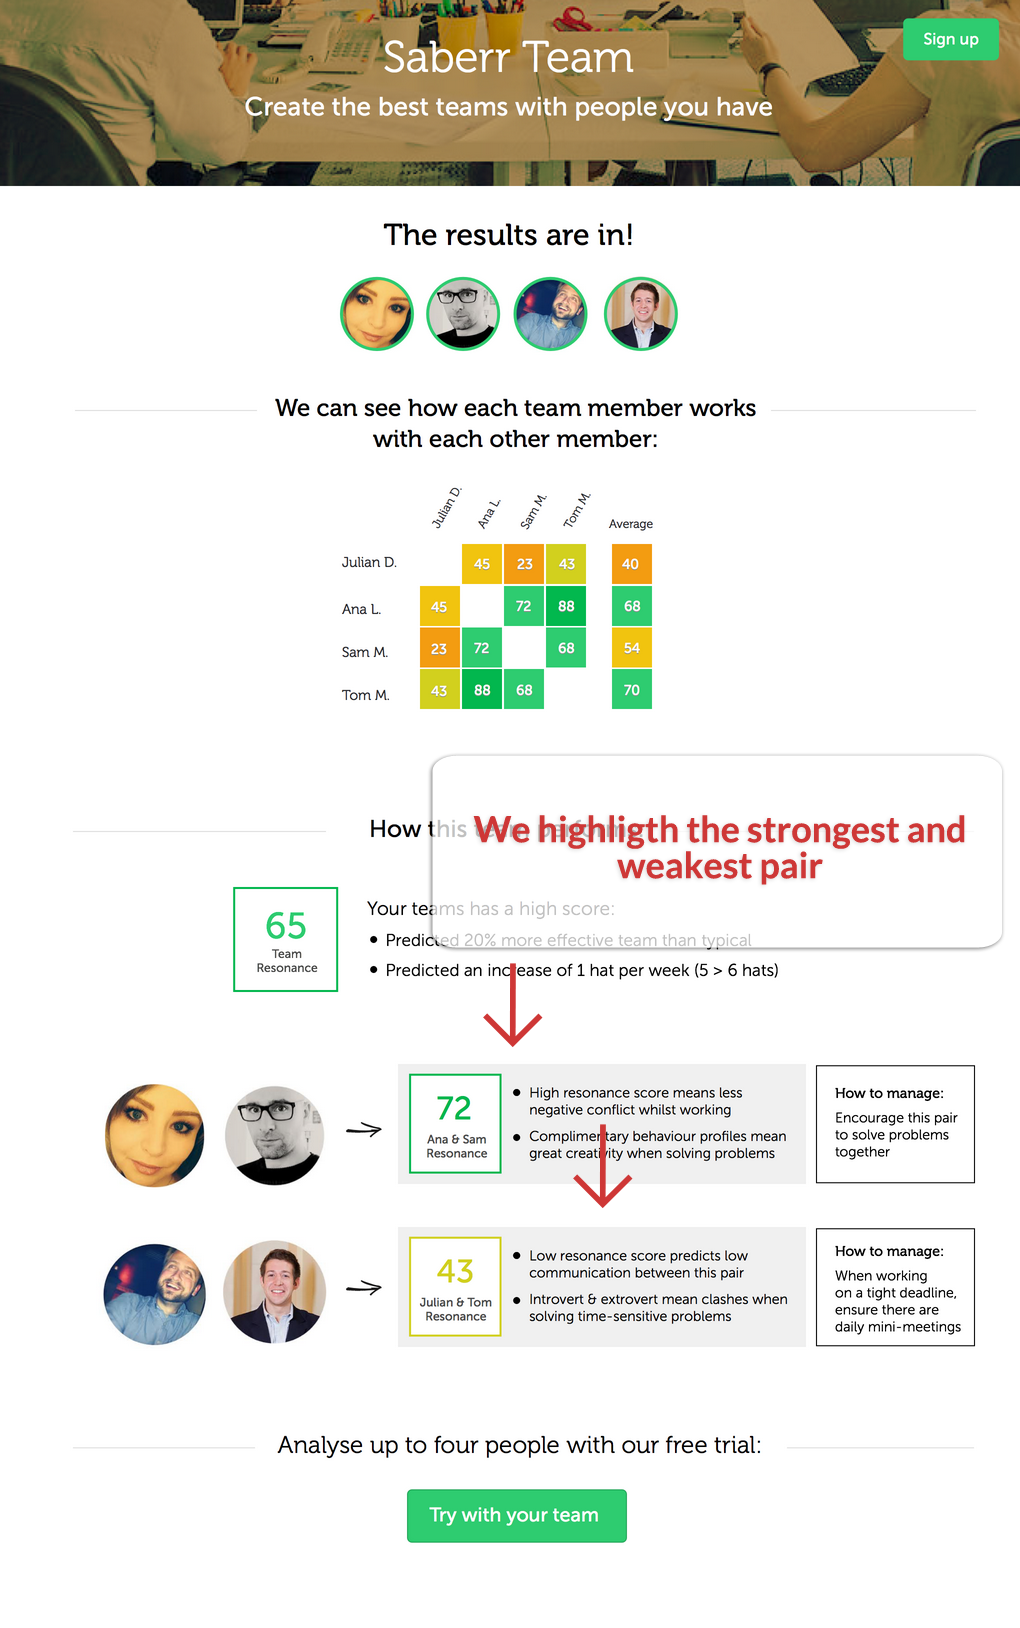 Sign up
Saberr Team
Create the best teams with people you have
The results are in!
We can see how each team member works
with each other member:
Julian D. Ana L. Sam M. Tom M. Average
Julian D. 45 23 43 40
Ana L. 45 72 88 68
Sam M. 23 72 68 54
Tom M. 43 88 68 70
How this team performs
We highligth the strongest and
weakest pair
65
Team
Resonance
Your teams has a high score:
• Predicted 20% more effective team than typical
• Predicted an increase of 1 hat per week (5 > 6 hats)
72
Ana & Sam
Resonance
• High resonance score means less
negative conflict whilst working
• Complimentary behaviour profiles mean
great creativity when solving problems
How to manage:
Encourage this pair
to solve problems
together
43
Julian & Tom
Resonance
• Low resonance score predicts low
communication between this pair
• Introvert & extrovert mean clashes when
solving time-sensitive problems
How to manage:
When working
on a tight deadline,
ensure there are
daily mini-meetings
Analyse up to four people with our free trial:
Try with your team